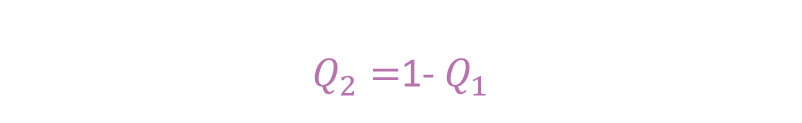 Q₂ =1- Q₁